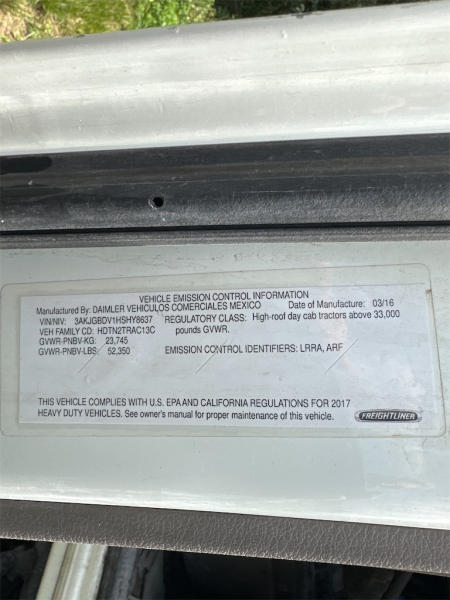 VEHICLE EMISSION CONTROL INFORMATION
Manufactured By: DAIMLER VEHICULOS COMERCIALES MEXICO Date of Manufacture: 03/16
VIN/NIV: 3AKJGBDV1HSHY8637 REGULATORY CLASS: High-roof day cab tractors above 33,000
VEH FAMILY CD: HDTN2TRAC13C pounds GVWR.
GVWR-PNBV-KG: 23,745
GVWR-PNBV-LBS: 52,350 EMISSION CONTROL IDENTIFIERS: LRRA, ARF
THIS VEHICLE COMPLIES WITH U.S. EPA AND CALIFORNIA REGULATIONS FOR 2017
HEAVY DUTY VEHICLES. See owner's manual for proper maintenance of this vehicle.
FREIGHTLINER